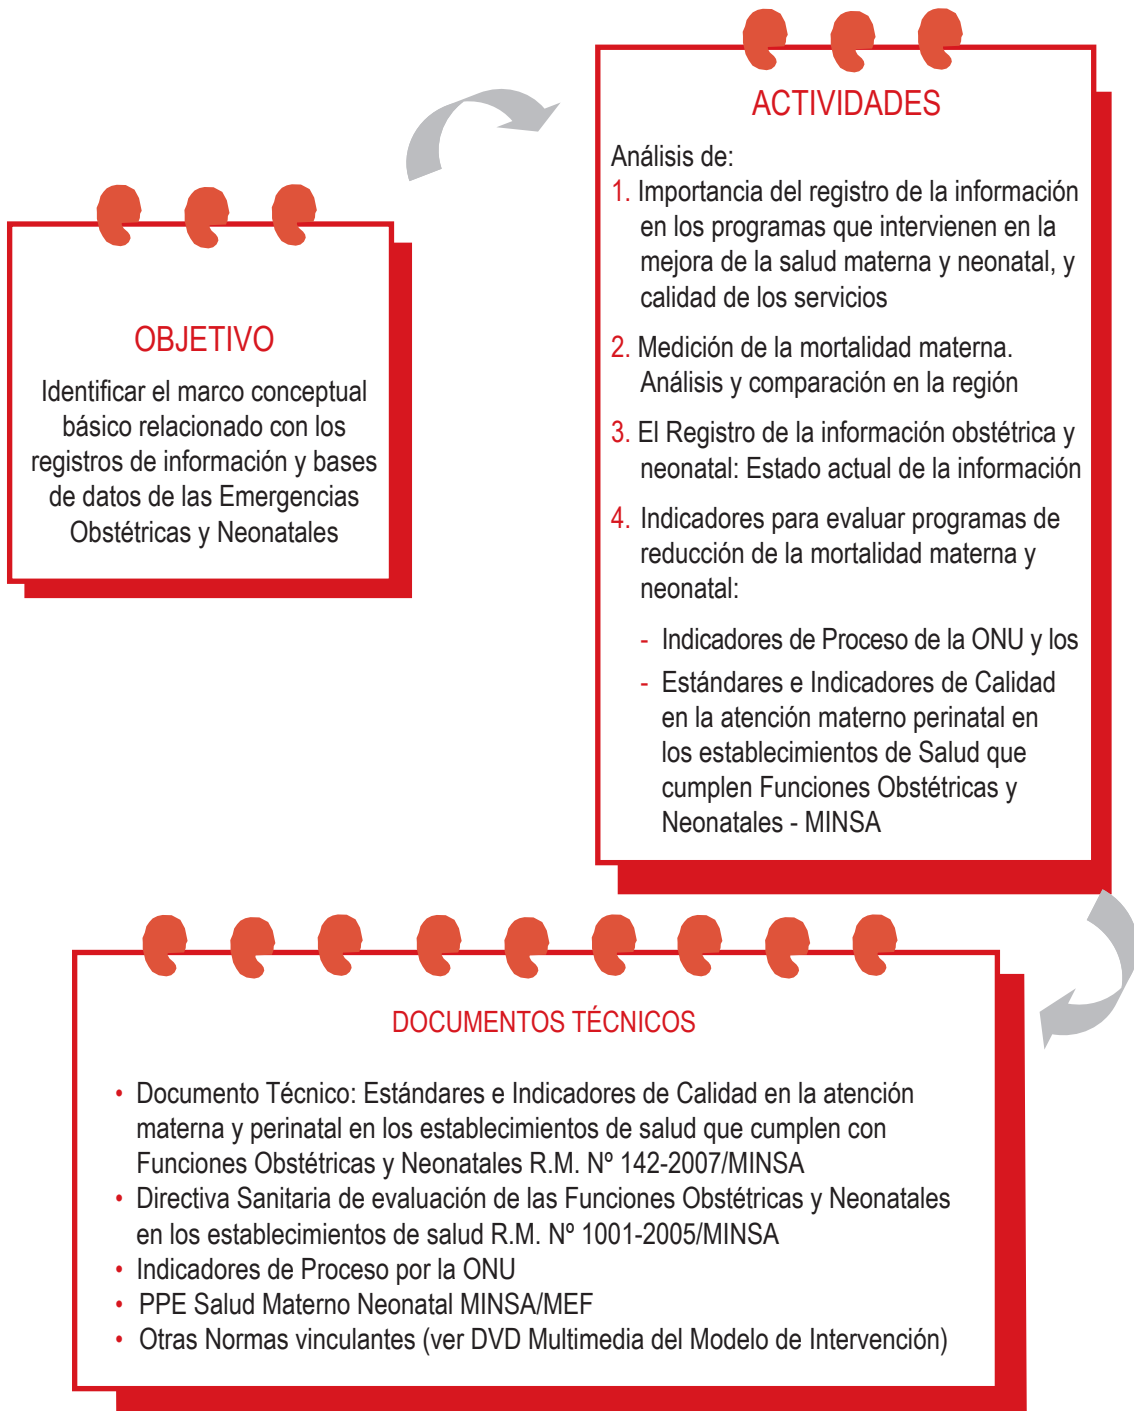 OBJETIVO
Identificar el marco conceptual
básico relacionado con los
registros de información y bases
de datos de las Emergencias
Obstétricas y Neonatales
ACTIVIDADES
Análisis de:
1. Importancia del registro de la información
en los programas que intervienen en la
mejora de la salud materna y neonatal, y
calidad de los servicios
2. Medición de la mortalidad materna.
Análisis y comparación en la región
3. El Registro de la información obstétrica y
neonatal: Estado actual de la información
4. Indicadores para evaluar programas de
reducción de la mortalidad materna y
neonatal:
- Indicadores de Proceso de la ONU y los
- Estándares e Indicadores de Calidad
en la atención materno perinatal en
los establecimientos de Salud que
cumplen Funciones Obstétricas y
Neonatales - MINSA
DOCUMENTOS TÉCNICOS
• Documento Técnico: Estándares e Indicadores de Calidad en la atención
materna y perinatal en los establecimientos de salud que cumplen con
Funciones Obstétricas y Neonatales R.M. Nº 142-2007/MINSA
• Directiva Sanitaria de evaluación de las Funciones Obstétricas y Neonatales
en los establecimientos de salud R.M. Nº 1001-2005/MINSA
• Indicadores de Proceso por la ONU
• PPE Salud Materno Neonatal MINSA/MEF
• Otras Normas vinculantes (ver DVD Multimedia del Modelo de Intervención)